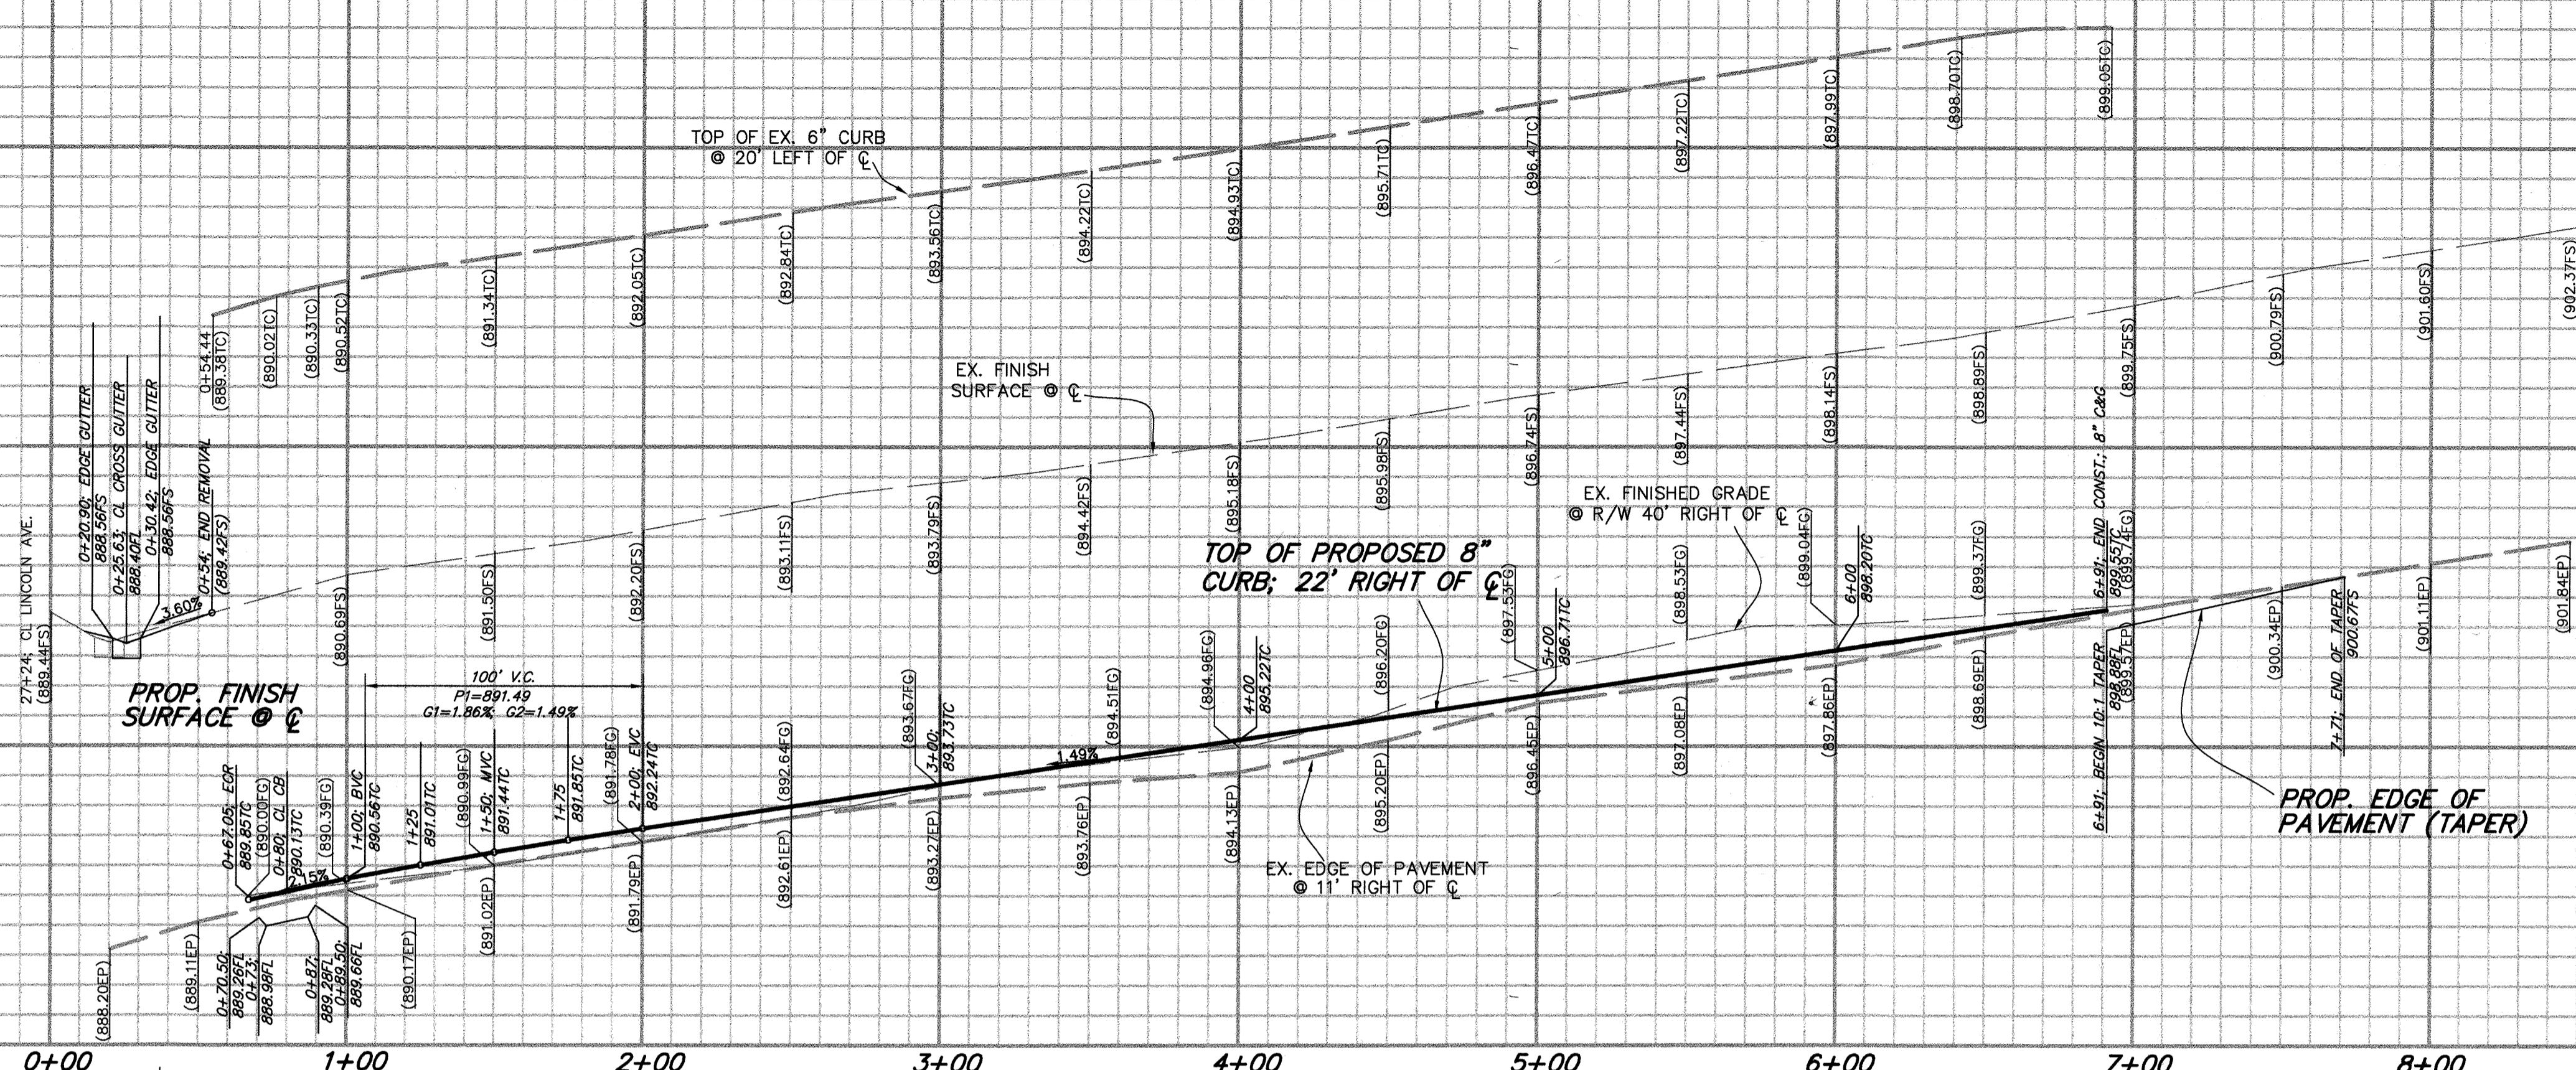 TOP OF EX. 6" CURB
@ 20' LEFT OF ℄
(889.38TC)
0+54.44
(890.02TC)
(890.33TC)
(890.52TC)
(891.34TC)
(892.05TC)
(892.84TC)
(893.56TC)
(894.22TC)
(894.93TC)
(895.71TC)
(896.47TC)
(897.22TC)
(897.99TC)
(898.70TC)
(899.05TC)
EX. FINISH
SURFACE @ ℄
27+24; CL LINCOLN AVE.
(889.44FS)
0+20.90; EDGE GUTTER
888.56FS
0+25.63; CL CROSS GUTTER
888.40FL
0+30.42; EDGE GUTTER
888.56FS
0+54; END REMOVAL
(889.42FS)
3.60%
(890.69FS)
(891.50FS)
(892.20FS)
(893.11FS)
(893.79FS)
(894.42FS)
(895.18FS)
(895.98FS)
(896.74FS)
(897.44FS)
(898.14FS)
(898.89FS)
(899.75FS)
(900.79FS)
(901.60FS)
(902.37FS)
PROP. FINISH
SURFACE @ ℄
EX. FINISHED GRADE
@ R/W 40' RIGHT OF ℄
TOP OF PROPOSED 8"
CURB; 22' RIGHT OF ℄
100' V.C.
PI=891.49
G1=1.86%; G2=1.49%
0+67.05; ECR
889.85TC
(890.00FG)
0+80; CL CB
890.13TC
2.15%
(890.39FG)
1+00; BVC
890.56TC
1+25
891.01TC
(890.99FG)
1+50; MVC
891.44TC
1+75
891.85TC
(891.78FG)
2+00; EVC
892.24TC
(892.64FG)
(893.67FG)
3+00;
893.73TC
1.49%
(894.51FG)
(894.96FG)
4+00
895.22TC
(896.20FG)
(897.53FG)
5+00
896.71TC
(898.53FG)
(899.04FG)
6+00
898.20TC
(899.37FG)
6+91; END CONST.; 8" C&G
899.55TC
(899.74FG)
6+91; BEGIN 10:1 TAPER
898.88FL
(899.57EP)
7+71; END OF TAPER
900.67FS
PROP. EDGE OF
PAVEMENT (TAPER)
EX. EDGE OF PAVEMENT
@ 11' RIGHT OF ℄
(888.20EP)
(889.11EP)
0+70.50;
889.26FL
0+73;
888.98FL
0+87;
889.28FL
0+89.50;
889.66FL
(890.17EP)
(891.02EP)
(891.79EP)
(892.61EP)
(893.27EP)
(893.76EP)
(894.13EP)
(895.20EP)
(896.45EP)
(897.08EP)
(897.86EP)
(898.69EP)
(900.34EP)
(901.11EP)
(901.84EP)
0+00 1+00 2+00 3+00 4+00 5+00 6+00 7+00 8+00